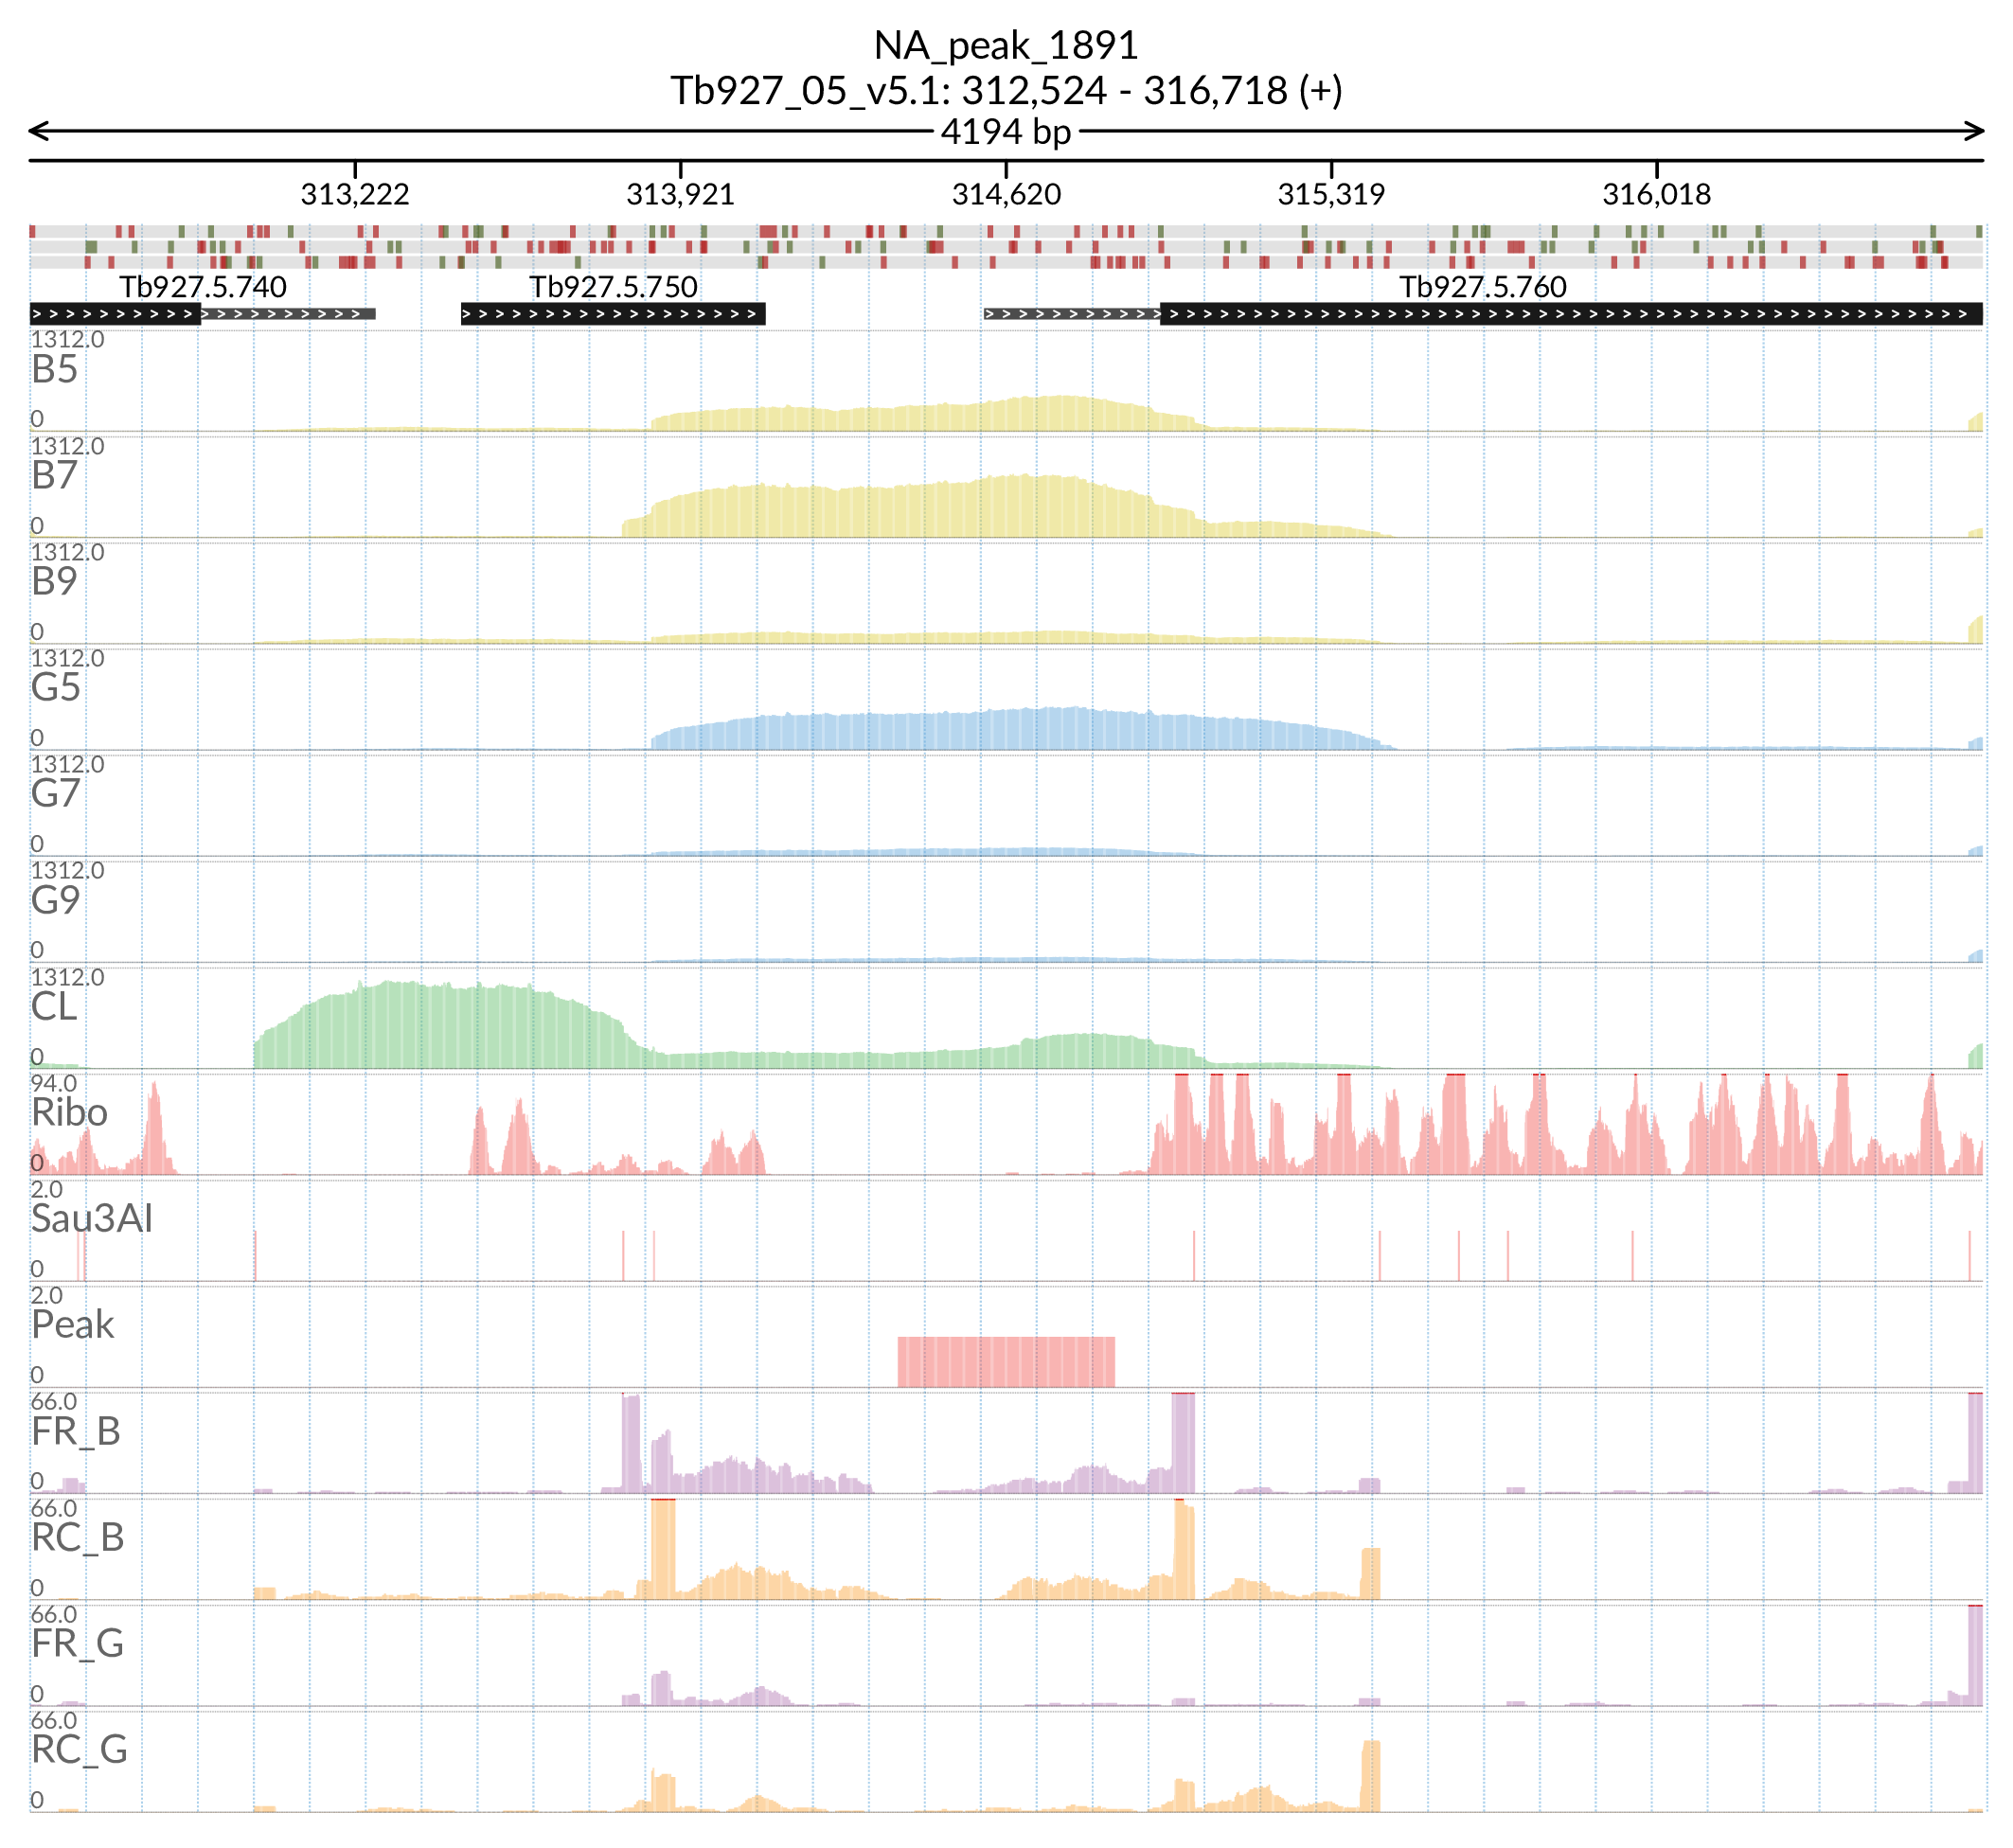 NA_peak_1891
Tb927_05_v5.1: 312,524 - 316,718 (+)
4194 bp
313,222 313,921 314,620 315,319 316,018
Tb927.5.740 Tb927.5.750 Tb927.5.760
1312.0
B5
0
1312.0
B7
0
1312.0
B9
0
1312.0
G5
0
1312.0
G7
0
1312.0
G9
0
1312.0
CL
0
94.0
Ribo
0
2.0
Sau3AI
0
2.0
Peak
0
66.0
FR_B
0
66.0
RC_B
0
66.0
FR_G
0
66.0
RC_G
0